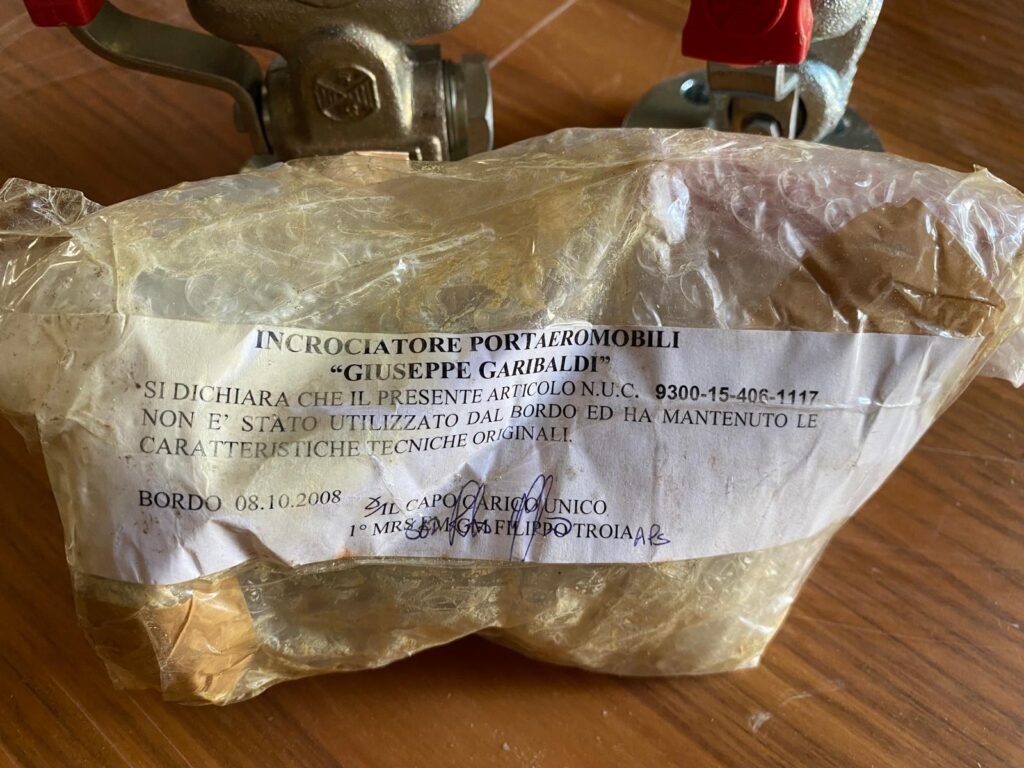 INCROCIATORE PORTAEROMOBILI
"GIUSEPPE GARIBALDI"
SI DICHIARA CHE IL PRESENTE ARTICOLO N.U.C. 9300-15-406-1117
NON E' STATO UTILIZZATO DAL BORDO ED HA MANTENUTO LE
CARATTERISTICHE TECNICHE ORIGINALI.
BORDO 08.10.2008
IL CAPO CARICO UNICO
1° MRS FILIPPO TROIA